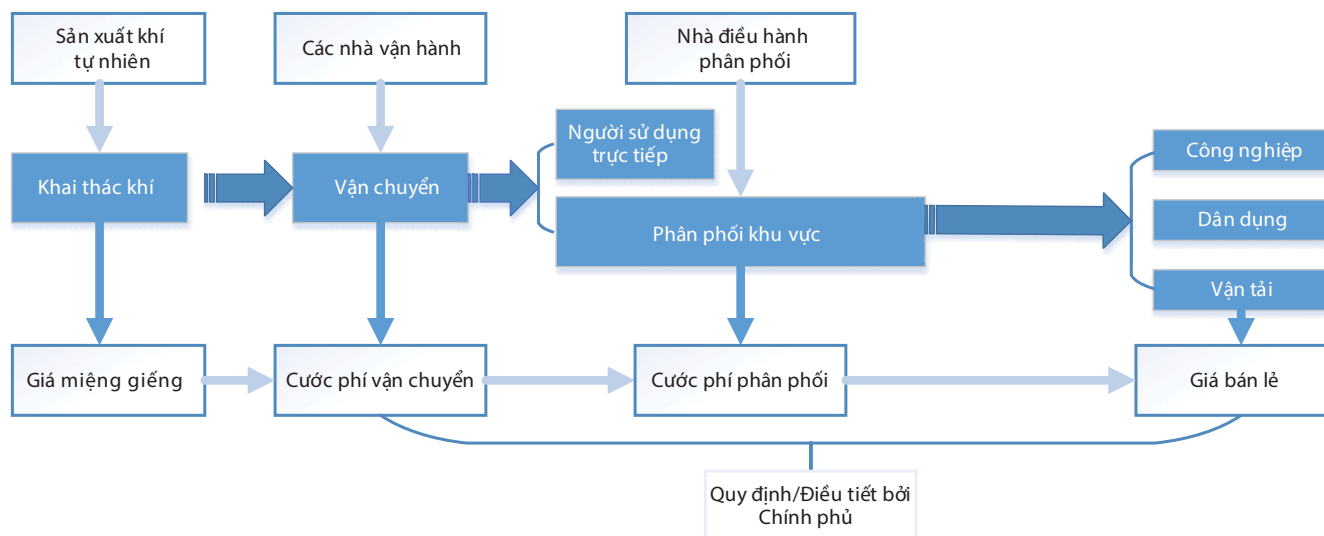 Sản xuất khí
tự nhiên
Các nhà vận hành
Nhà điều hành
phân phối
Khai thác khí
Vận chuyển
Người sử dụng
trực tiếp
Phân phối khu vực
Công nghiệp
Dân dụng
Vận tải
Giá miệng giếng
Cước phí vận chuyển
Cước phí phân phối
Giá bán lẻ
Quy định/Điều tiết bởi
Chính phủ